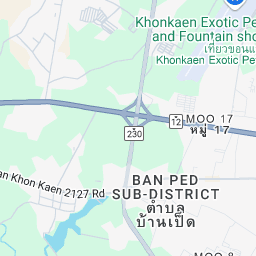 Khonkaen Exotic Pe
and Fountain sho
เที่ยวขอนแ
Khonkaen Exotic Pe
12
MOO 17
หมู่ 17
230
an Khon Kaen 2127 Rd
BAN PED
SUB-DISTRICT
ตำบล
บ้านเป็ด
MOO 8